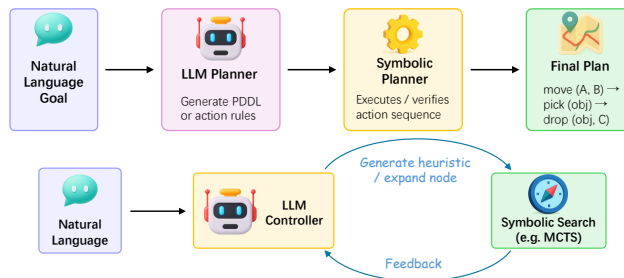 Natural
Language
Goal
LLM Planner
Generate PDDL
or action rules
Symbolic
Planner
Executes / verifies
action sequence
Final Plan
move (A, B) →
pick (obj) →
drop (obj, C)
Natural
Language
LLM
Controller
Generate heuristic
/ expand node
Symbolic Search
(e.g. MCTS)
Feedback